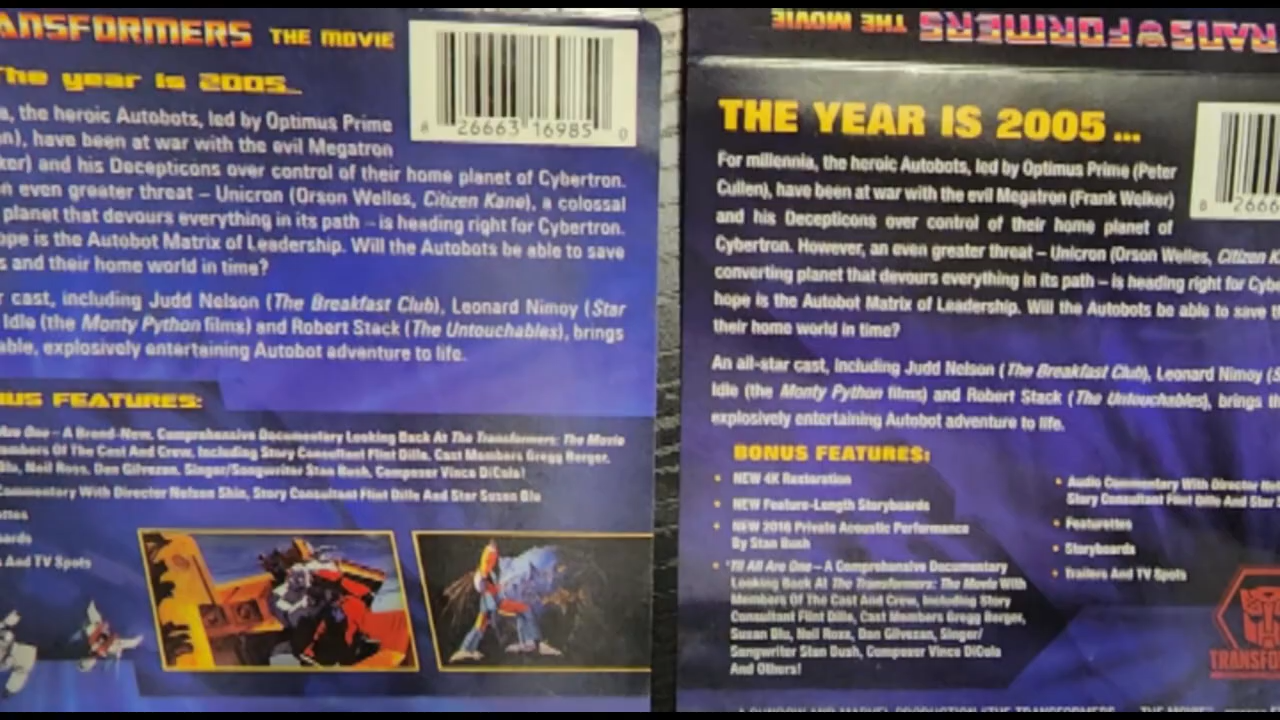 ANSFORMERS THE MOVIE
The year is 2005...
a, the heroic Autobots, led by Optimus Prime
n), have been at war with the evil Megatron
ker) and his Decepticons over control of their home planet of Cybertron.
n even greater threat – Unicron (Orson Welles, Citizen Kane), a colossal
planet that devours everything in its path – is heading right for Cybertron.
ope is the Autobot Matrix of Leadership. Will the Autobots be able to save
s and their home world in time?
r cast, including Judd Nelson (The Breakfast Club), Leonard Nimoy (Star
Idle (the Monty Python films) and Robert Stack (The Untouchables), brings
able, explosively entertaining Autobot adventure to life.
NUS FEATURES:
Are One – A Brand-New, Comprehensive Documentary Looking Back At The Transformers: The Movie
embers Of The Cast And Crew, Including Story Consultant Flint Dille, Cast Members Gregg Berger,
Blu, Neil Ross, Dan Gilvezan, Singer/Songwriter Stan Bush, Composer Vince DiCola!
Commentary With Director Nelson Shin, Story Consultant Flint Dille And Star Susan Blu
ettes
oards
s And TV Spots
8 26663 16985 0
TRANSFORMERS THE MOVIE
THE YEAR IS 2005...
For millennia, the heroic Autobots, led by Optimus Prime (Peter
Cullen), have been at war with the evil Megatron (Frank Welker)
and his Decepticons over control of their home planet of
Cybertron. However, an even greater threat – Unicron (Orson Welles, Citizen K
converting planet that devours everything in its path – is heading right for Cybe
hope is the Autobot Matrix of Leadership. Will the Autobots be able to save t
their home world in time?
An all-star cast, including Judd Nelson (The Breakfast Club), Leonard Nimoy (S
Idle (the Monty Python films) and Robert Stack (The Untouchables), brings th
explosively entertaining Autobot adventure to life.
8 2666
BONUS FEATURES:
• NEW 4K Restoration
• NEW Feature-Length Storyboards
• NEW 2016 Private Acoustic Performance
By Stan Bush
• 'Til All Are One – A Comprehensive Documentary
Looking Back At The Transformers: The Movie With
Members Of The Cast And Crew, Including Story
Consultant Flint Dille, Cast Members Gregg Berger,
Susan Blu, Neil Ross, Dan Gilvezan, Singer/
Songwriter Stan Bush, Composer Vince DiCola
And Others!
• Audio Commentary With Director Ne
Story Consultant Flint Dille And Star
• Featurettes
• Storyboards
• Trailers And TV Spots
TRANSFO
A SUNBOW AND MARVEL PRODUCTION "THE TRANSFORMERS THE MOVIE"